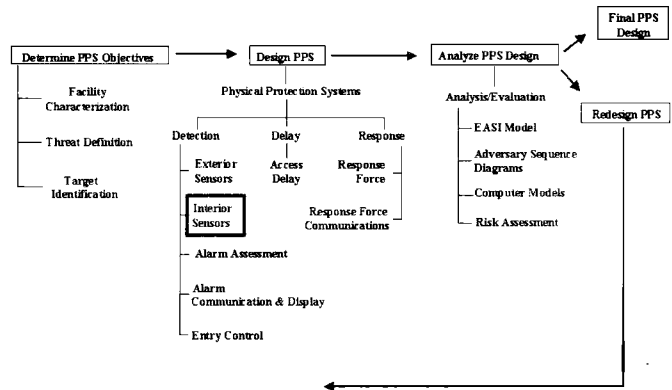 Final PPS
Design
Determine PPS Objectives
Design PPS
Analyze PPS Design
Facility
Characterization
Threat Definition
Target
Identification
Physical Protection Systems
Detection
Delay
Response
Exterior
Sensors
Interior
Sensors
Alarm Assessment
Alarm
Communication & Display
Entry Control
Access
Delay
Response
Force
Response Force
Communications
Analysis/Evaluation
EASI Model
Adversary Sequence
Diagrams
Computer Models
Risk Assessment
Redesign PPS